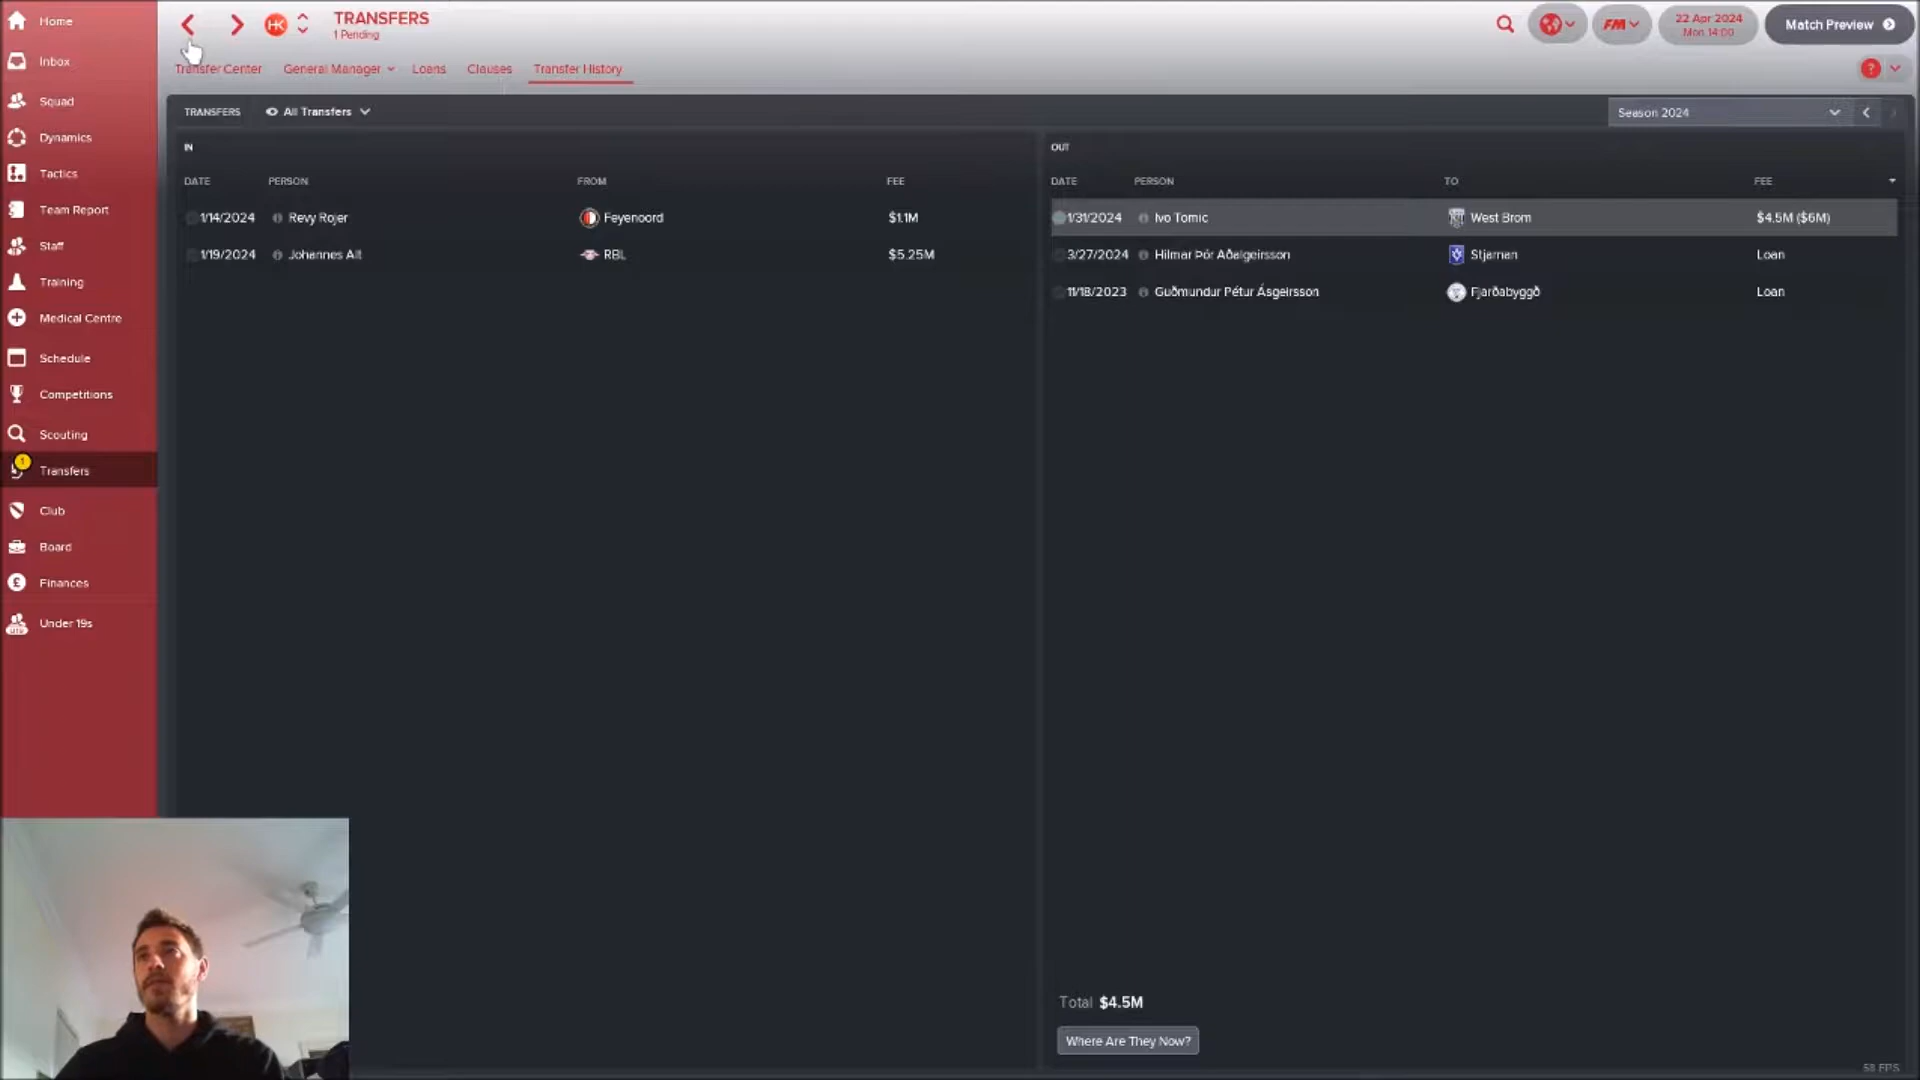 Home
Inbox
Squad
Dynamics
Tactics
Team Report
Staff
Training
Medical Centre
Schedule
Competitions
Scouting
1
Transfers
Club
Board
Finances
Under 19s
HK
TRANSFERS
1 Pending
FM
22 Apr 2024
Mon 14:00
Match Preview
Transfer Center
General Manager
Loans
Clauses
Transfer History
?
TRANSFERS
All Transfers
Season 2024
IN
DATE PERSON FROM FEE
1/14/2024 Revy Rojer Feyenoord $1.1M
1/19/2024 Johannes Alt RBL $5.25M
OUT
DATE PERSON TO FEE
1/31/2024 Ivo Tomic West Brom $4.5M ($6M)
3/27/2024 Hilmar Þór Aðalgeirsson Stjarnan Loan
11/18/2023 Guðmundur Pétur Ásgeirsson Fjarðabyggð Loan
Total $4.5M
Where Are They Now?
58 FPS